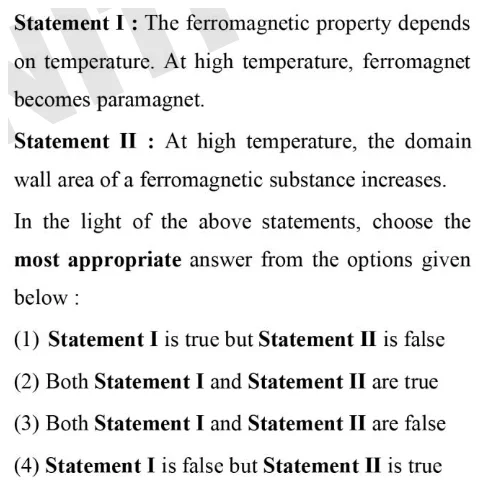 Statement I : The ferromagnetic property depends
on temperature. At high temperature, ferromagnet
becomes paramagnet.
Statement II : At high temperature, the domain
wall area of a ferromagnetic substance increases.
In the light of the above statements, choose the
most appropriate answer from the options given
below :
(1) Statement I is true but Statement II is false
(2) Both Statement I and Statement II are true
(3) Both Statement I and Statement II are false
(4) Statement I is false but Statement II is true